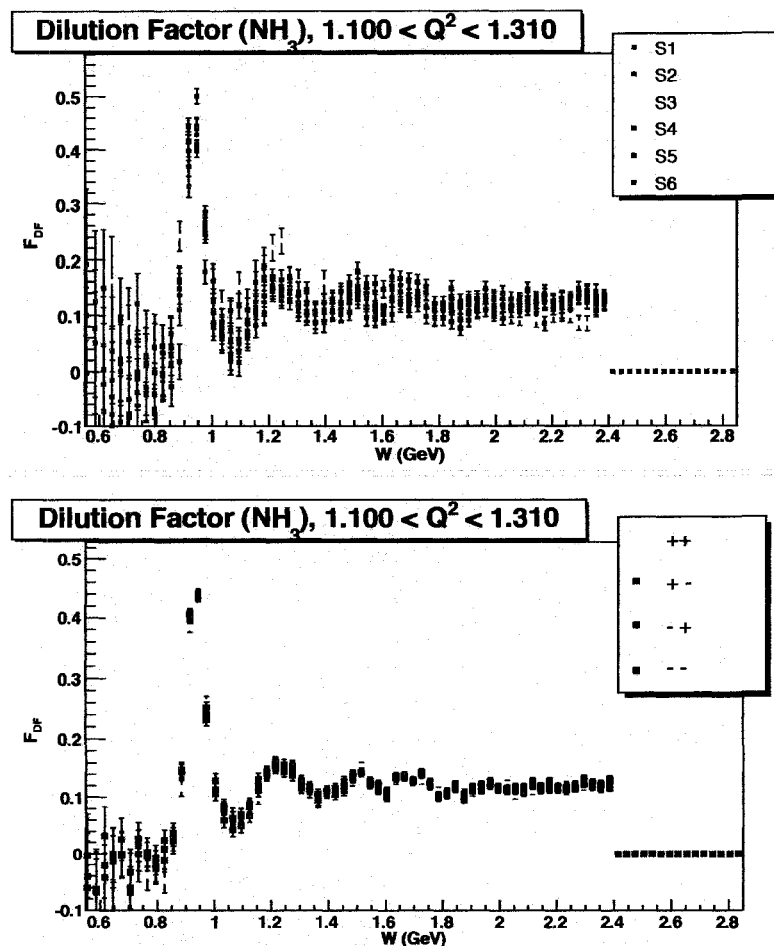 Dilution Factor (NH3), 1.100 < Q2 < 1.310
S1
S2
S3
S4
S5
S6
0.5
0.4
0.3
0.2
0.1
0
-0.1
FDF
0.6 0.8 1 1.2 1.4 1.6 1.8 2 2.2 2.4 2.6 2.8
W (GeV)
Dilution Factor (NH3), 1.100 < Q2 < 1.310
++
+-
-+
--
0.5
0.4
0.3
0.2
0.1
0
-0.1
FDF
0.6 0.8 1 1.2 1.4 1.6 1.8 2 2.2 2.4 2.6 2.8
W (GeV)